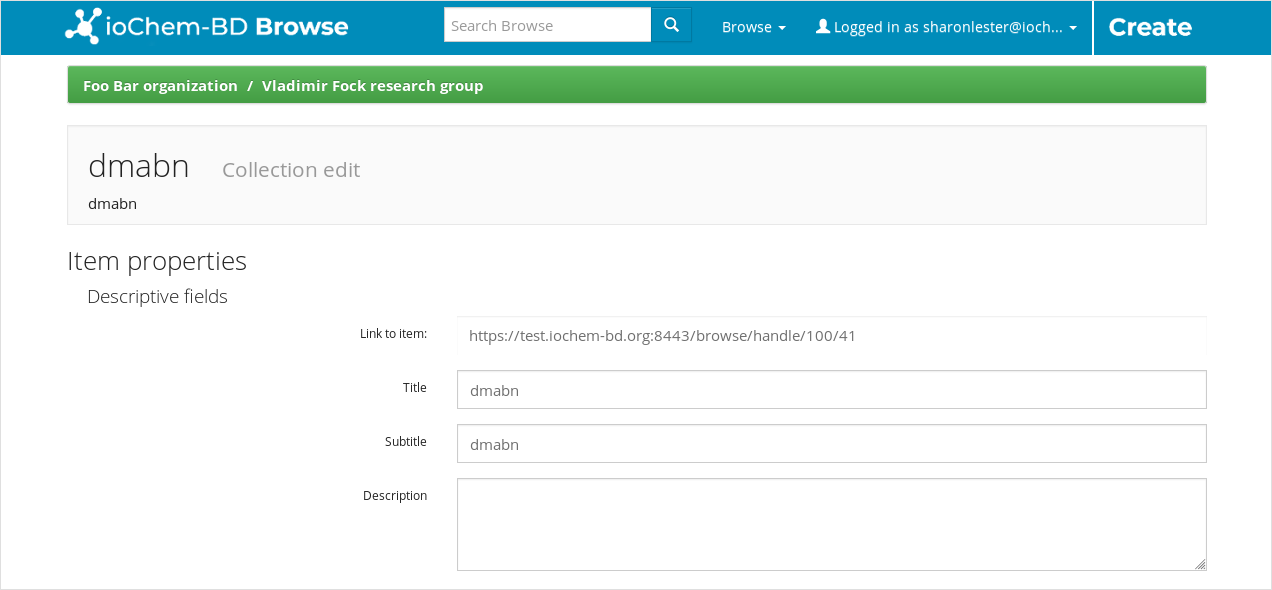 ioChem-BD Browse Search Browse Browse Logged in as sharonlester@ioch... Create
Foo Bar organization / Vladimir Fock research group
dmabn Collection edit
dmabn
Item properties
Descriptive fields
Link to item: https://test.iochem-bd.org:8443/browse/handle/100/41
Title dmabn
Subtitle dmabn
Description